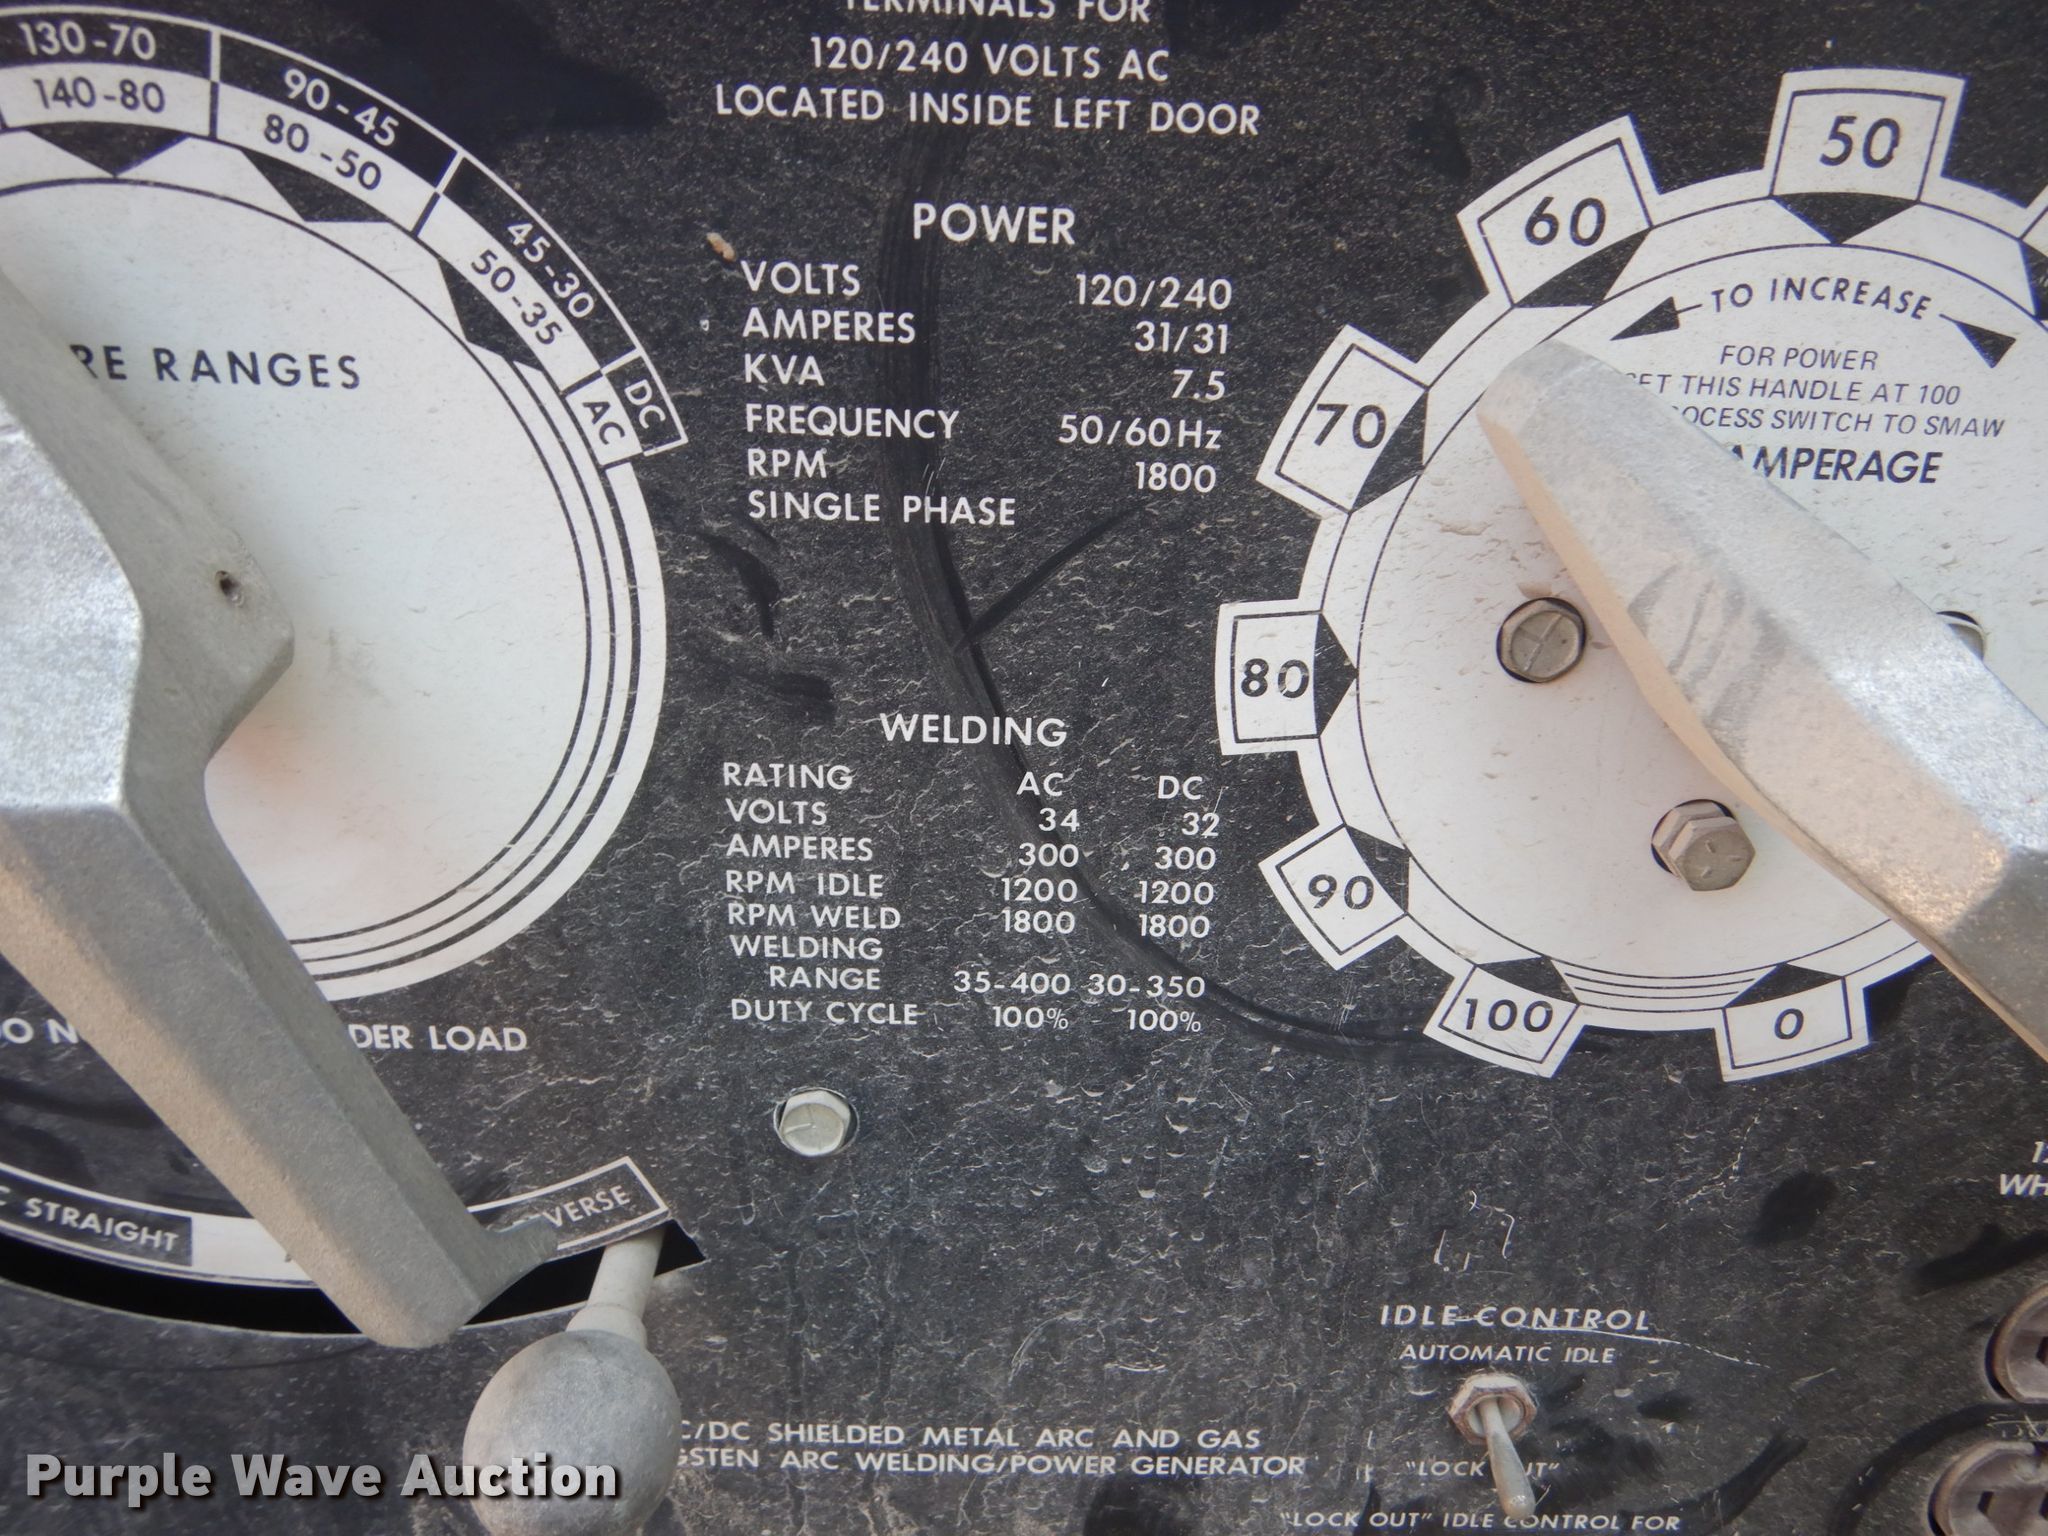 130-70
140-80
90-45
80-50
45-30
50-35
DC
AC
RANGES
TERMINALS FOR
120/240 VOLTS AC
LOCATED INSIDE LEFT DOOR
POWER
VOLTS 120/240
AMPERES 31/31
KVA 7.5
FREQUENCY 50/60 Hz
RPM 1800
SINGLE PHASE
WELDING
RATING AC DC
VOLTS 34 32
AMPERES 300 300
RPM IDLE 1200 1200
RPM WELD 1800 1800
WELDING
RANGE 35-400 30-350
DUTY CYCLE 100% 100%
50
60
70
80
90
100
0
TO INCREASE
FOR POWER
SET THIS HANDLE AT 100
PROCESS SWITCH TO SMAW
AMPERAGE
LOAD
STRAIGHT
REVERSE
IDLE CONTROL
AUTOMATIC IDLE
"LOCK OUT"
"LOCK OUT" IDLE CONTROL FOR
C/DC SHIELDED METAL ARC AND GAS
GSTEN ARC WELDING/POWER GENERATOR
Purple Wave Auction